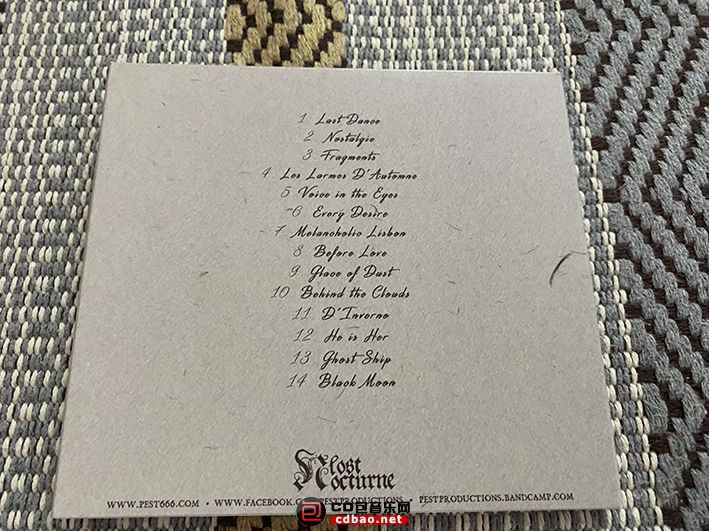 1 Last Dance
2 Nostalgie
3 Fragments
4 Les Larmes D'Automne
5 Voice in the Eyes
6 Every Desire
7 Melancholic Lisbon
8 Before Love
9 Glace of Dust
10 Behind the Clouds
11 D'Inverno
12 He is Her
13 Ghost Ship
14 Black Moon
lost
Nocturne
WWW.PEST666.COM • WWW.FACEBOOK.C PESTPRODUCTIONS • PESTPRODUCTIONS.BANDCAMP.COM
CD包音乐网
cdbao.net